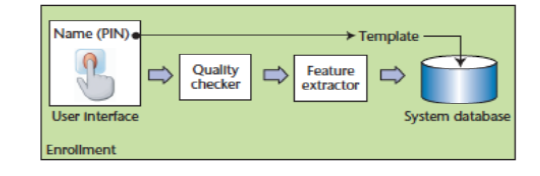 Name (PIN)
Template
Quality
checker
Feature
extractor
User interface
System database
Enrollment